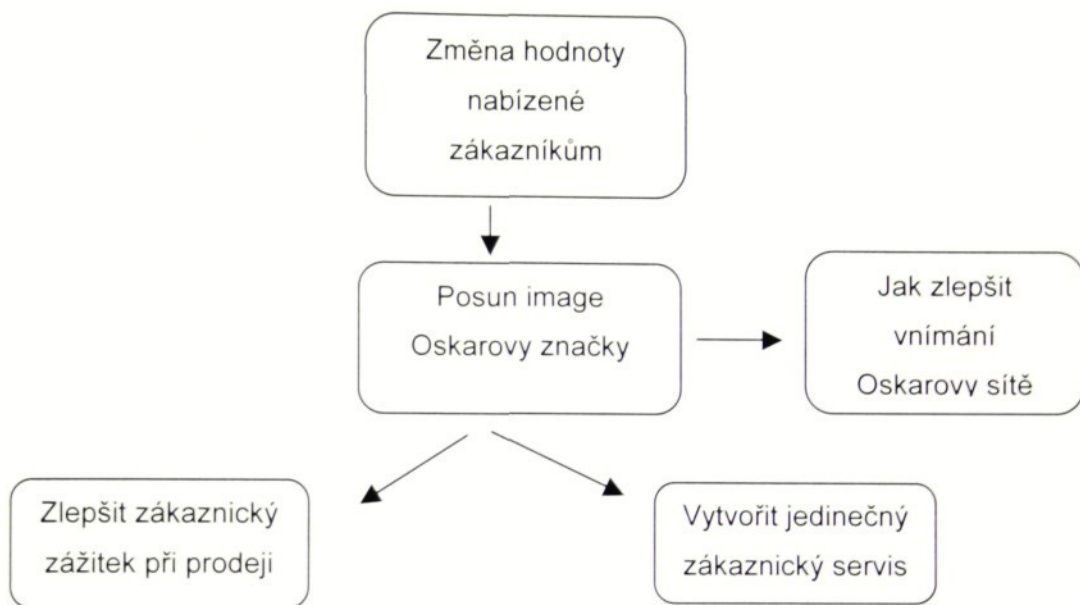 Změna hodnoty
nabízené
zákazníkům
Posun image
Oskarovy značky
Jak zlepšit
vnímání
Oskarovy sítě
Zlepšit zákaznický
zážitek při prodeji
Vytvořit jedinečný
zákaznický servis